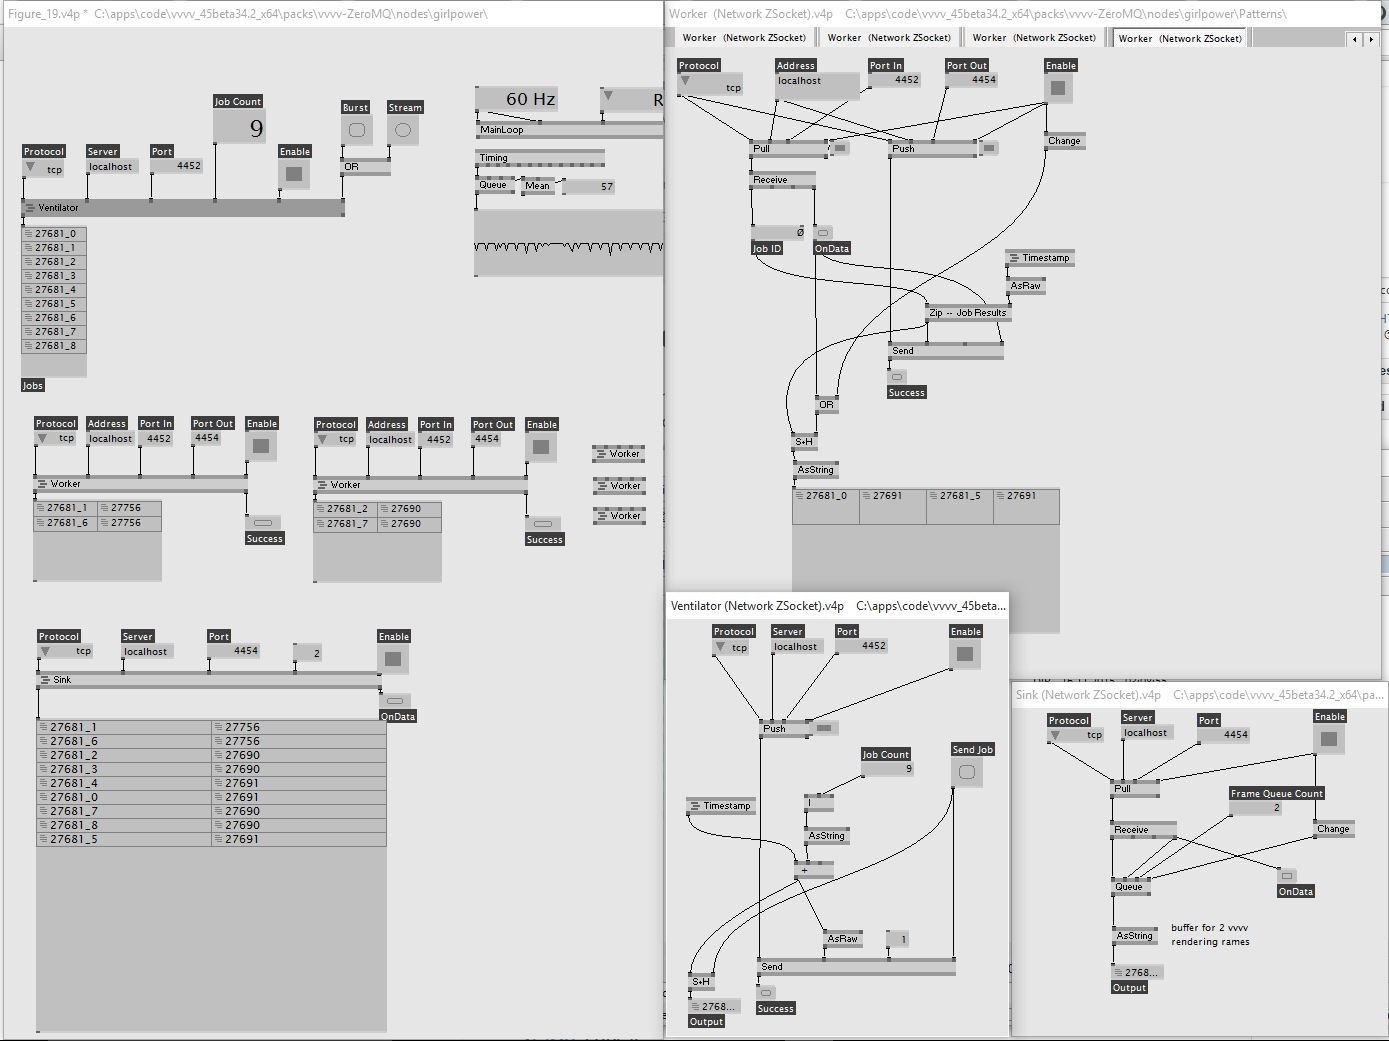 Figure_19.v4p * C:\apps\code\vvvv_45beta34.2_x64\packs\vvvv-ZeroMQ\nodes\girlpower\
Job Count
9
Burst
Stream
60 Hz
R
MainLoop
Protocol
tcp
Server
localhost
Port
4452
Enable
OR
Timing
Queue
Mean
57
Ventilator
27681_0
27681_1
27681_2
27681_3
27681_4
27681_5
27681_6
27681_7
27681_8
Jobs
Protocol
tcp
Address
localhost
Port In
4452
Port Out
4454
Enable
Worker
27681_1 27756
27681_6 27756
Success
Protocol
tcp
Address
localhost
Port In
4452
Port Out
4454
Enable
Worker
27681_2 27690
27681_7 27690
Success
Worker
Worker
Worker
Protocol
tcp
Server
localhost
Port
4454
2
Enable
Sink
OnData
27681_1 27756
27681_6 27756
27681_2 27690
27681_3 27690
27681_4 27691
27681_0 27691
27681_7 27690
27681_8 27690
27681_5 27691
Worker (Network ZSocket).v4p C:\apps\code\vvvv_45beta34.2_x64\packs\vvvv-ZeroMQ\nodes\girlpower\Patterns\
Worker (Network ZSocket) Worker (Network ZSocket) Worker (Network ZSocket) Worker (Network ZSocket)
Protocol
tcp
Address
localhost
Port In
4452
Port Out
4454
Enable
Pull
Push
Change
Receive
Job ID
OnData
Timestamp
AsRaw
Zip -- Job Results
Send
Success
OR
S+H
AsString
27681_0 27691 27681_5 27691
Ventilator (Network ZSocket).v4p C:\apps\code\vvvv_45beta...
Protocol
tcp
Server
localhost
Port
4452
Enable
Push
Job Count
9
Send Job
Timestamp
I
AsString
+
AsRaw
1
Send
S+H
2768...
Output
Success
Sink (Network ZSocket).v4p C:\apps\code\vvvv_45beta34.2_x64\pa...
Protocol
tcp
Server
localhost
Port
4454
Enable
Pull
Frame Queue Count
2
Receive
Change
Queue
OnData
AsString
buffer for 2 vvvv
rendering rames
2768...
Output